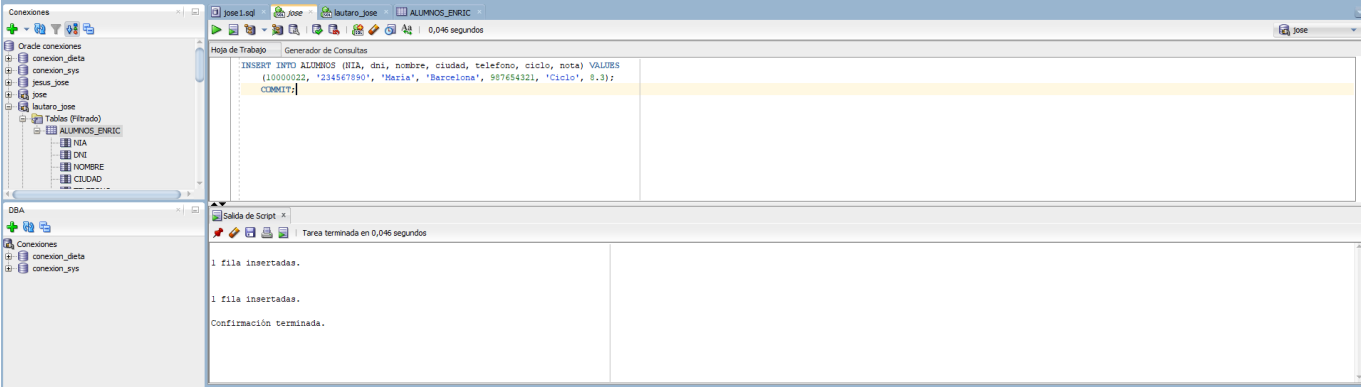 Conexiones
Oracle conexiones
conexion_dieta
conexion_sys
jesus_jose
jose
lautaro_jose
Tablas (Filtrado)
ALUMNOS_ENRIC
NIA
DNI
NOMBRE
CIUDAD
DBA
Conexiones
conexion_dieta
conexion_sys
jose1.sql
jose
lautaro_jose
ALUMNOS_ENRIC
0,046 segundos
jose
Hoja de Trabajo
Generador de Consultas
INSERT INTO ALUMNOS (NIA, dni, nombre, ciudad, telefono, ciclo, nota) VALUES
(10000022, '234567890', 'María', 'Barcelona', 987654321, 'Ciclo', 8.3);
COMMIT;
Salida de Script
Tarea terminada en 0,046 segundos
1 fila insertadas.
1 fila insertadas.
Confirmación terminada.